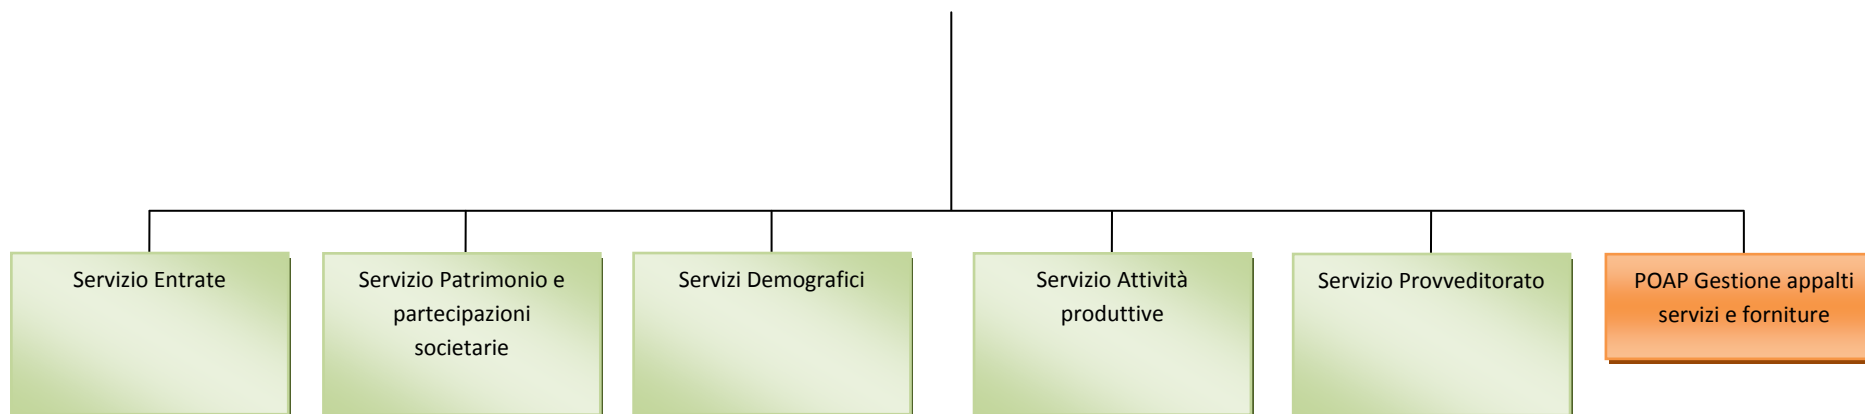 Servizio Entrate
Servizio Patrimonio e
partecipazioni
societarie
Servizi Demografici
Servizio Attività
produttive
Servizio Provveditorato
POAP Gestione appalti
servizi e forniture